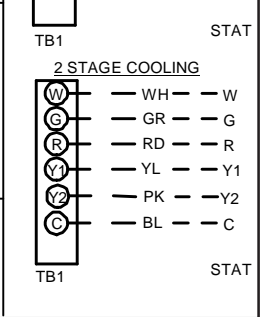 TB1 STAT
2 STAGE COOLING
W WH W
G GR G
R RD R
Y1 YL Y1
Y2 PK Y2
C BL C
TB1 STAT